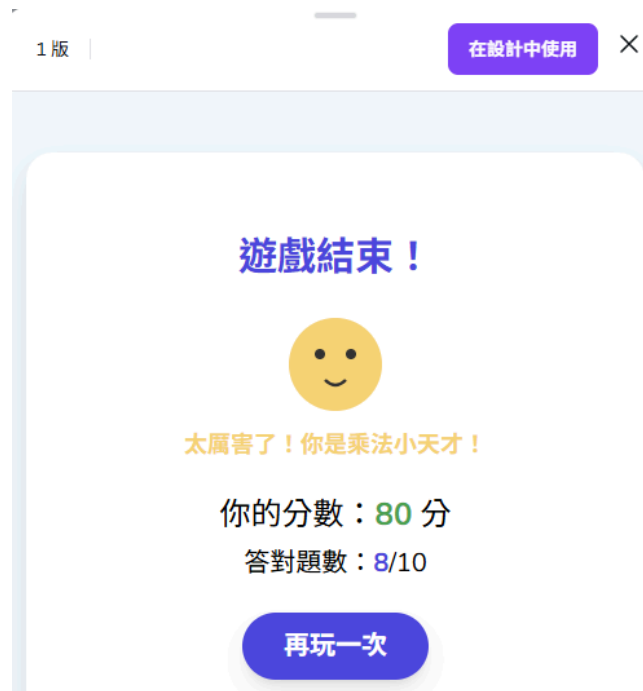 1 版
在設計中使用
遊戲結束！
太厲害了！你是乘法小天才！
你的分數：80 分
答對題數：8/10
再玩一次